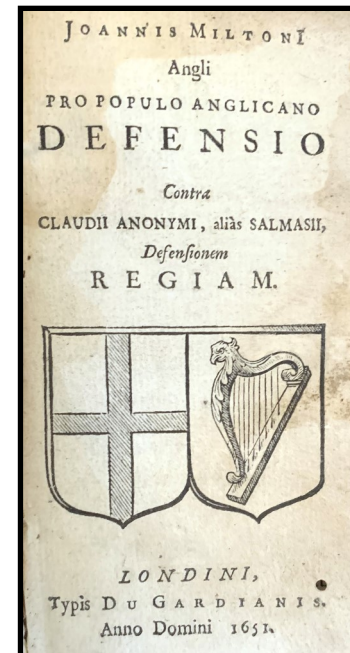 JOANNIS MILTONI
Angli
PRO POPULO ANGLICANO
DEFENSIO
Contra
CLAUDII ANONYMI, aliàs SALMASII,
Defenſionem
REGIAM.
LONDINI,
Typis DU GARDIANIS.
Anno Domini 1651.